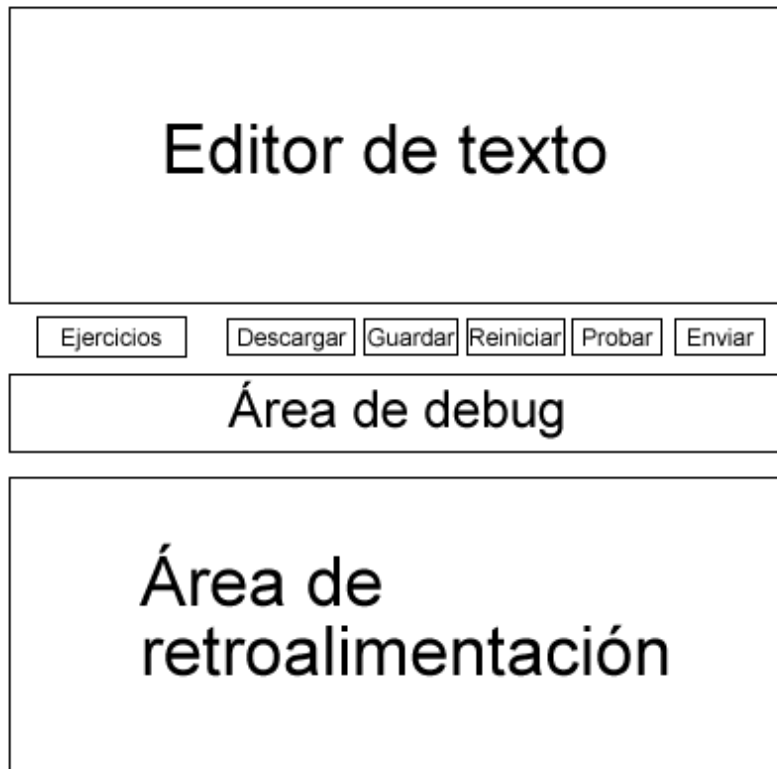 Editor de texto
Ejercicios Descargar Guardar Reiniciar Probar Enviar
Área de debug
Área de
retroalimentación